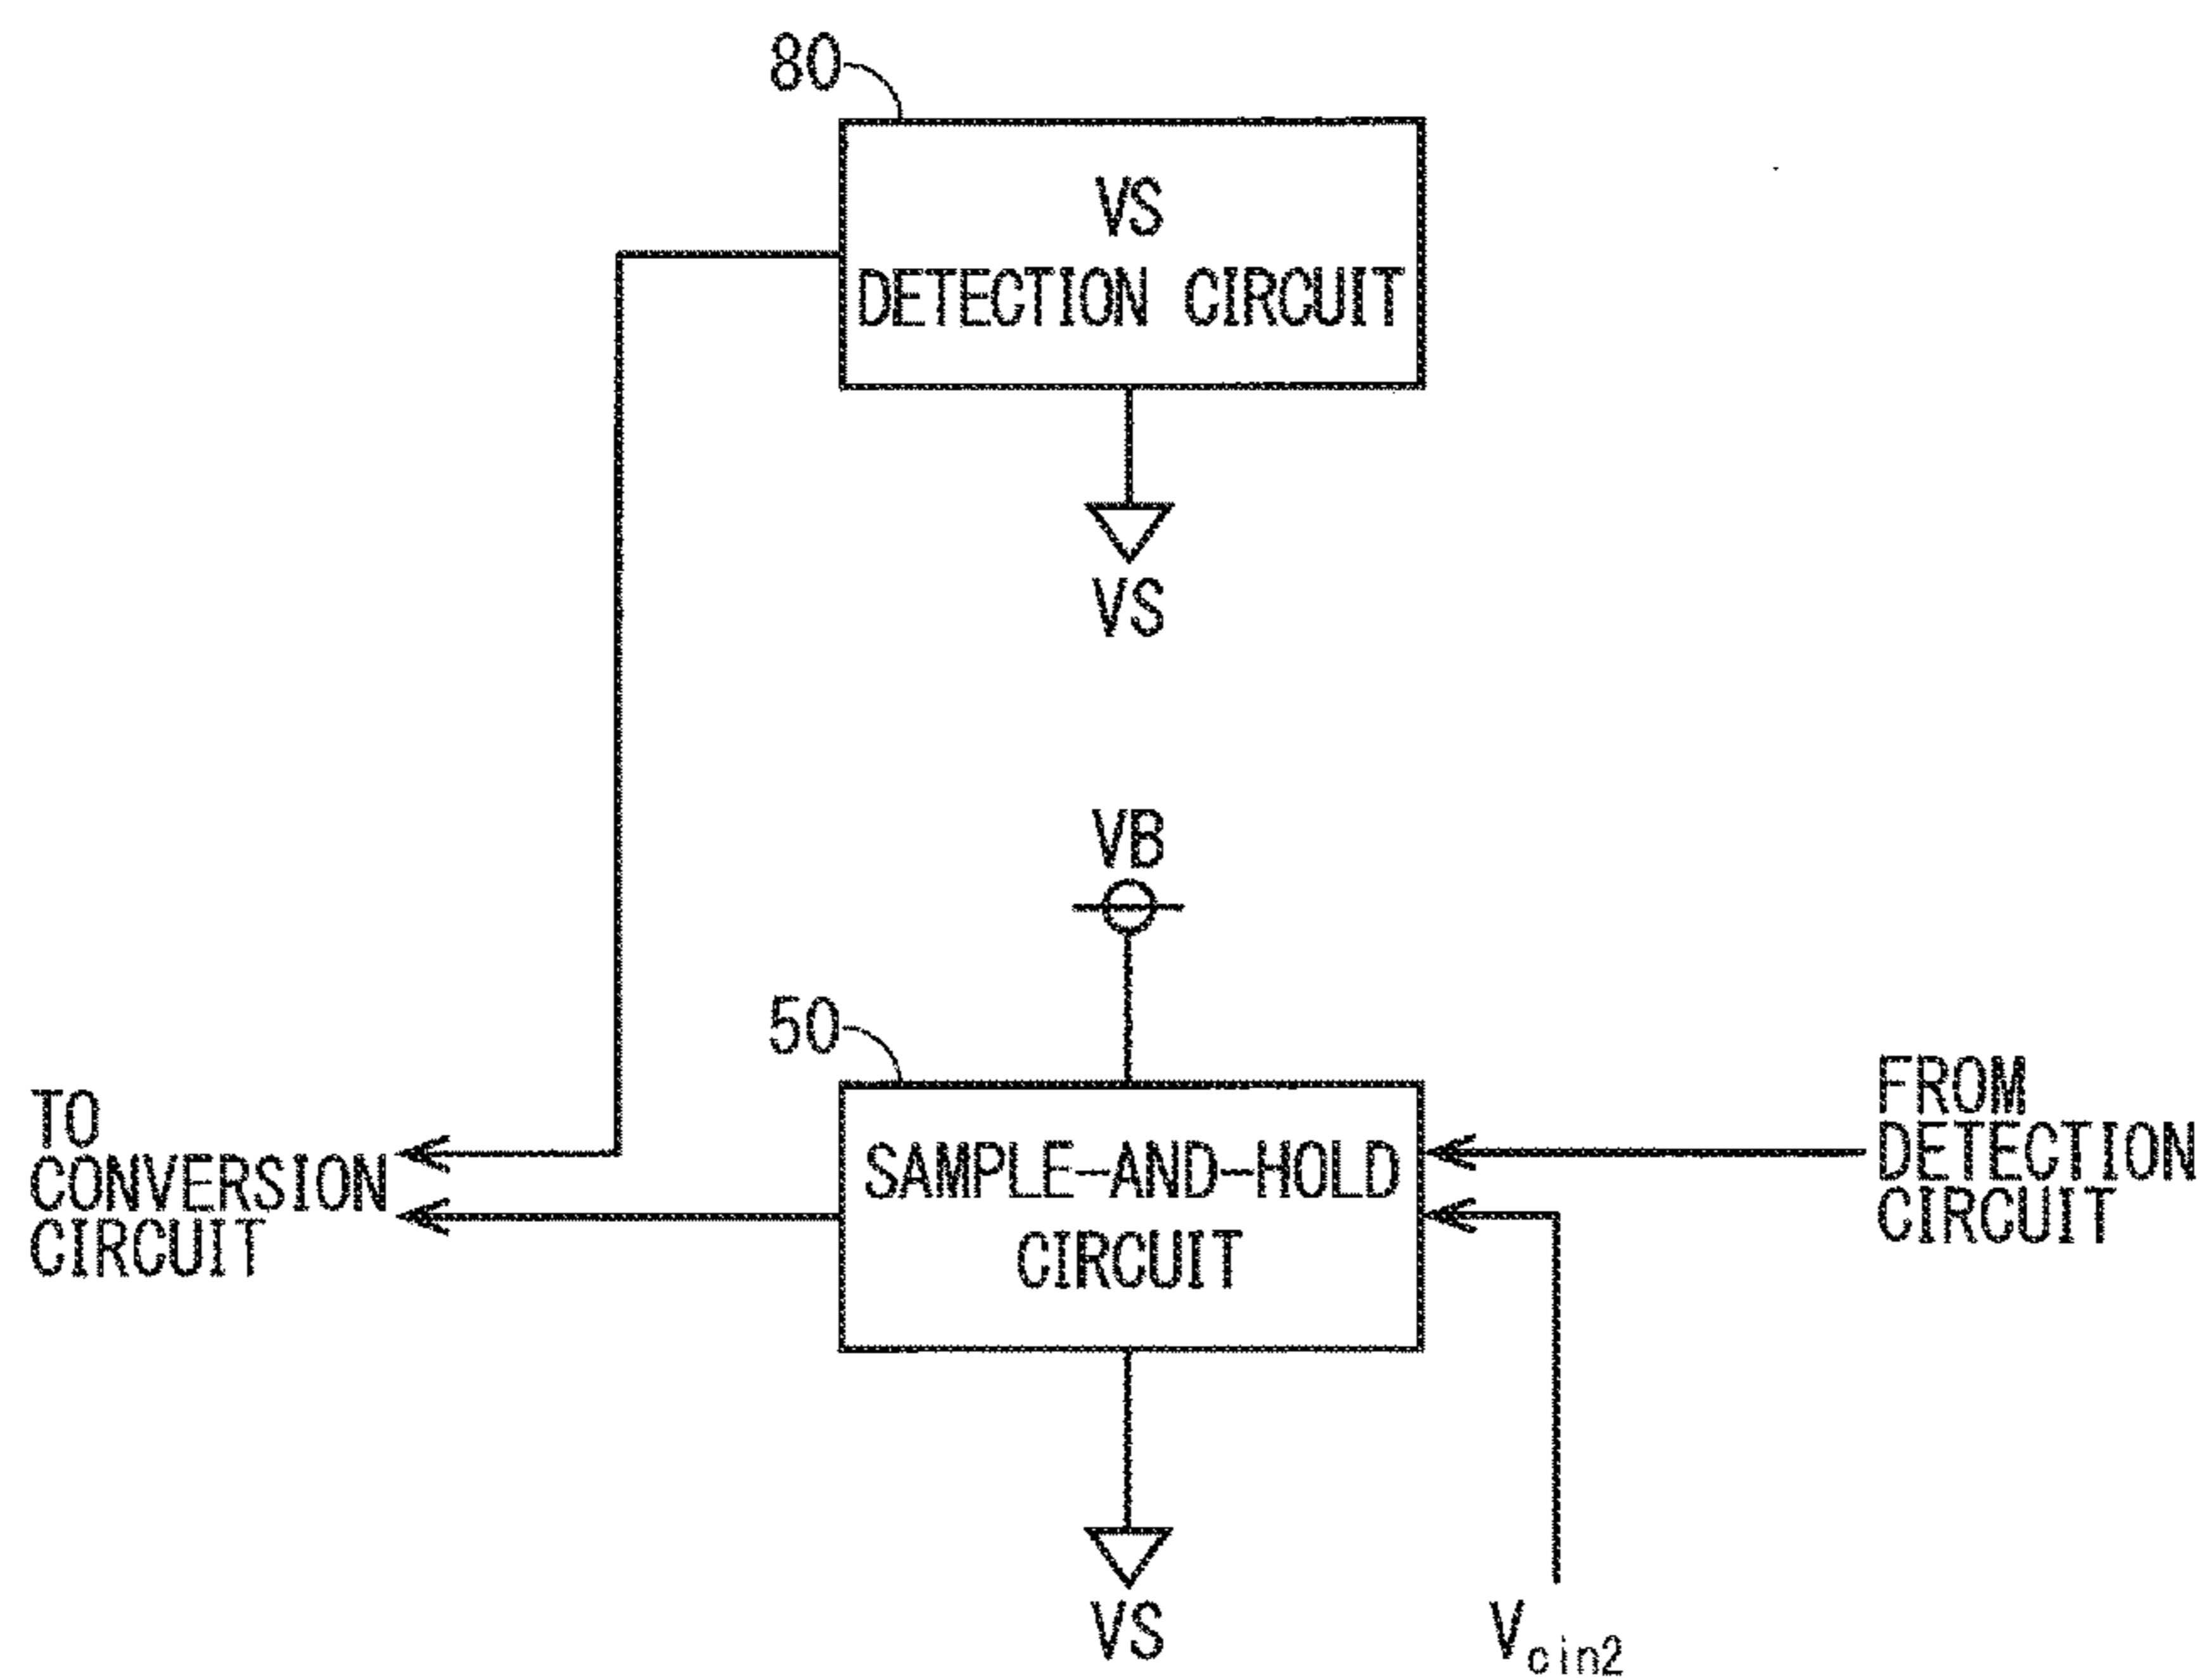 80
VS
DETECTION CIRCUIT
VS
VB
50
SAMPLE-AND-HOLD
CIRCUIT
TO
CONVERSION
CIRCUIT
FROM
DETECTION
CIRCUIT
VS
Vcin2